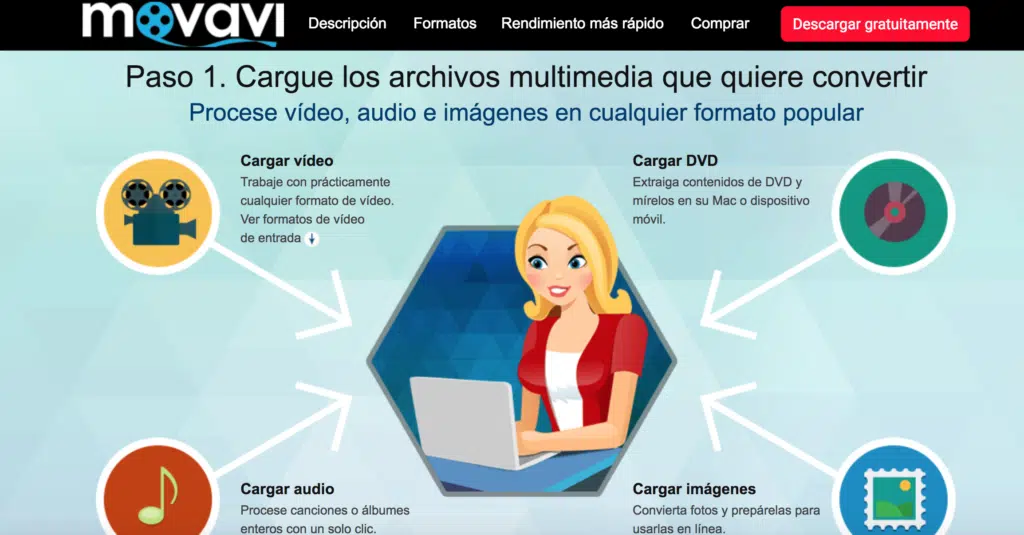 movavi
Descripción
Formatos
Rendimiento más rápido
Comprar
Descargar gratuitamente
Paso 1. Cargue los archivos multimedia que quiere convertir
Procese vídeo, audio e imágenes en cualquier formato popular
Cargar vídeo
Trabaje con prácticamente
cualquier formato de vídeo.
Ver formatos de vídeo
de entrada
Cargar DVD
Extraiga contenidos de DVD y
mírelos en su Mac o dispositivo
móvil.
Cargar audio
Procese canciones o álbumes
enteros con un solo clic.
Cargar imágenes
Convierta fotos y prepárelas para
usarlas en línea.